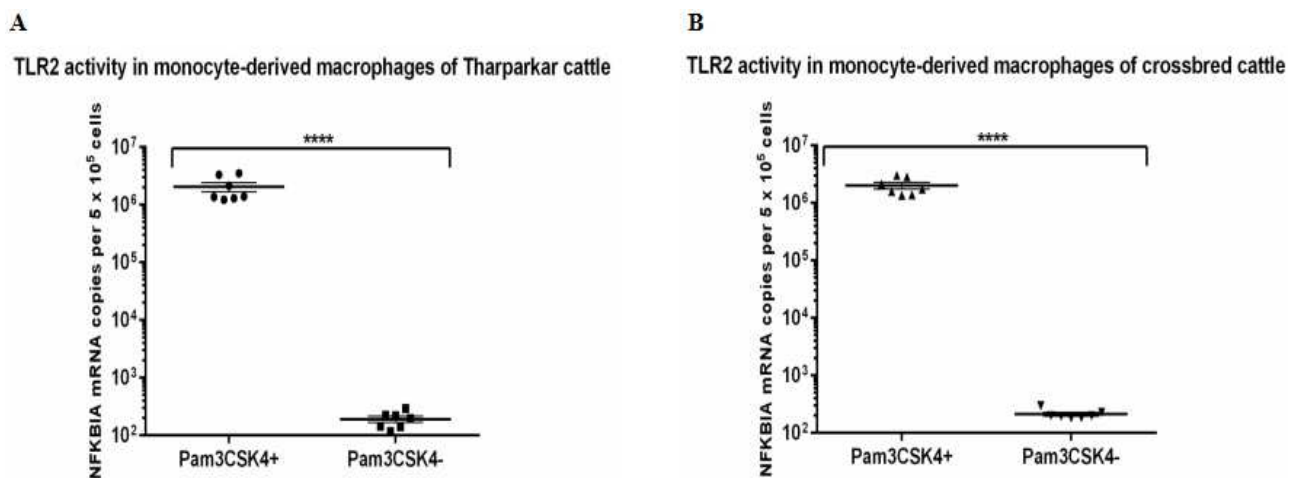 A
TLR2 activity in monocyte-derived macrophages of Tharparkar cattle
NFKBIA mRNA copies per 5 x 10⁵ cells
****
10⁷
10⁶
10⁵
10⁴
10³
10²
Pam3CSK4+ Pam3CSK4-
B
TLR2 activity in monocyte-derived macrophages of crossbred cattle
NFKBIA mRNA copies per 5 x 10⁵ cells
****
10⁷
10⁶
10⁵
10⁴
10³
10²
Pam3CSK4+ Pam3CSK4-